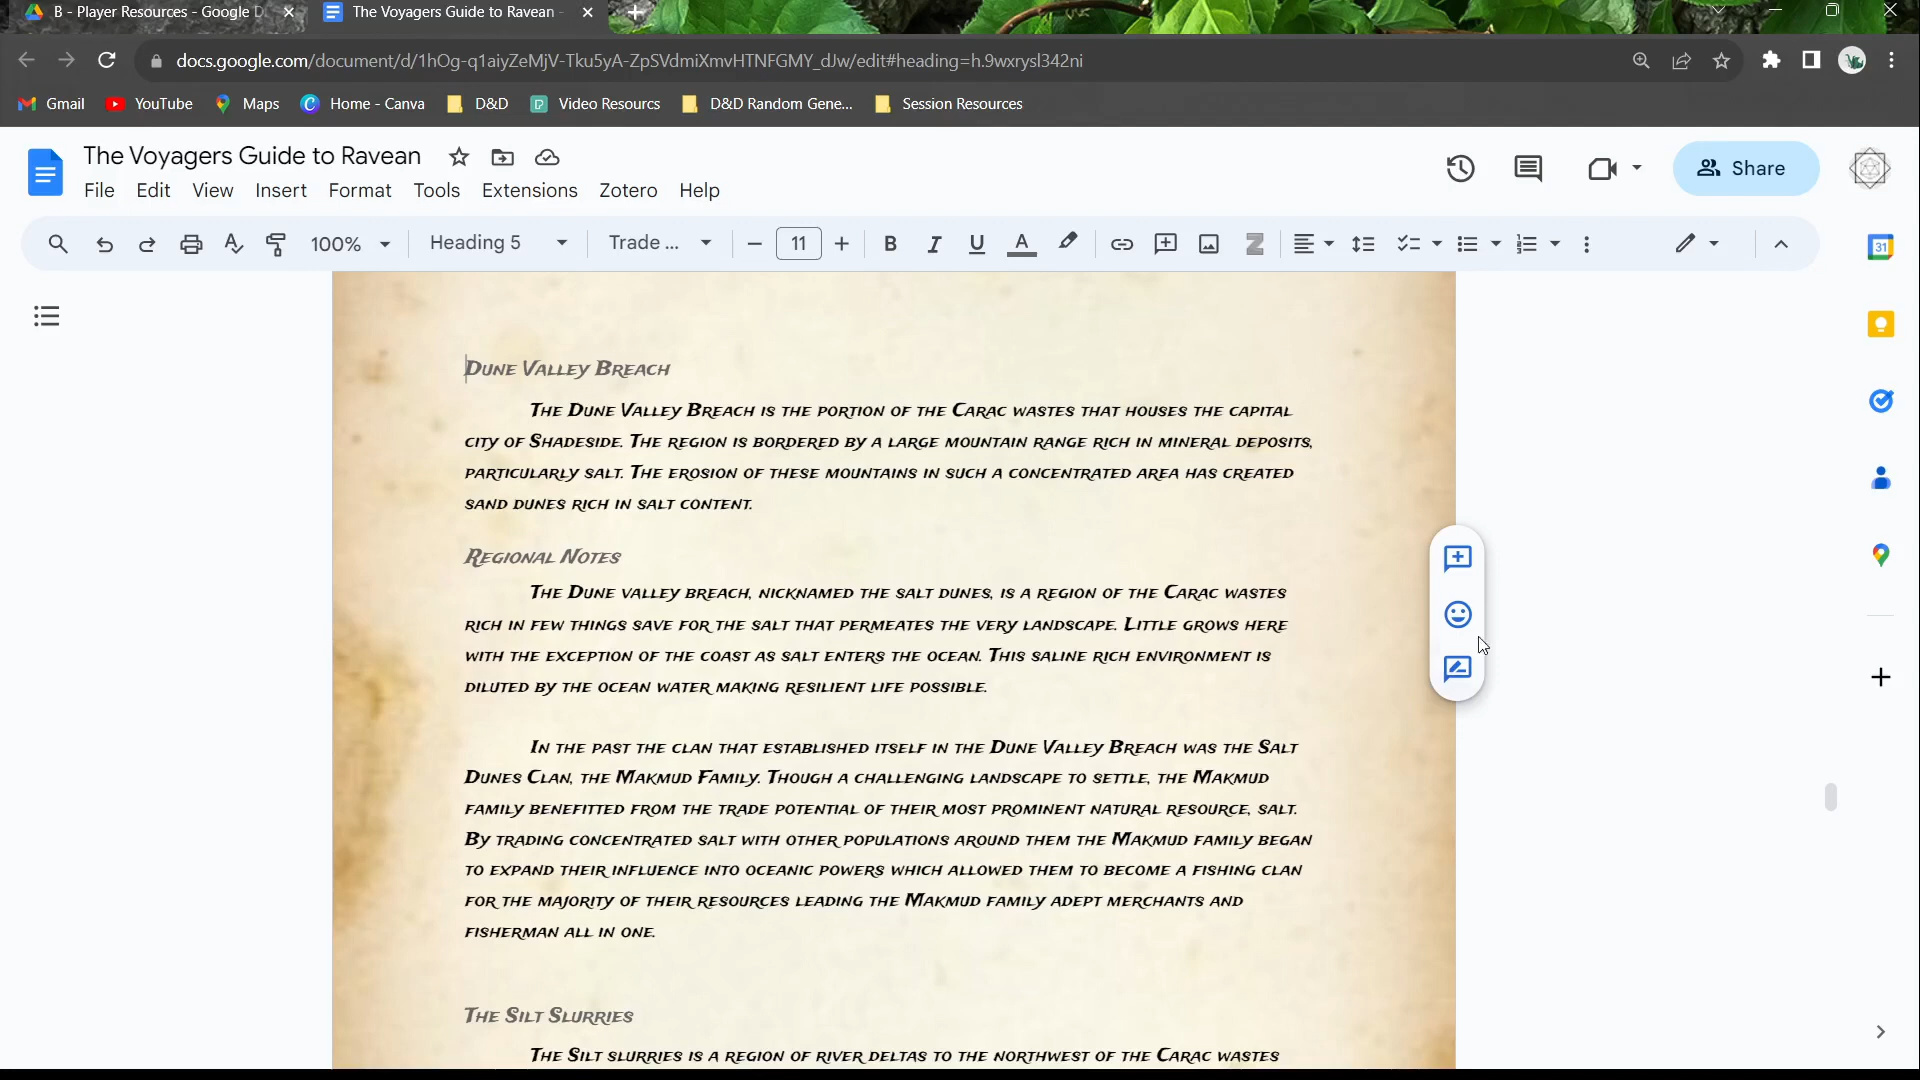 B - Player Resources - Google D
The Voyagers Guide to Ravean -
docs.google.com/document/d/1hOg-q1aiyZeMjV-Tku5yA-ZpSVdmiXmvHTNFGMY_dJw/edit#heading=h.9wxrysl342ni
Gmail YouTube Maps Home - Canva D&D Video Resourcs D&D Random Gene... Session Resources
The Voyagers Guide to Ravean
Share
File Edit View Insert Format Tools Extensions Zotero Help
100% Heading 5 Trade ... 11 B I U A
31
Dune Valley Breach
The Dune Valley Breach is the portion of the Carac wastes that houses the capital
city of Shadeside. The region is bordered by a large mountain range rich in mineral deposits,
particularly salt. The erosion of these mountains in such a concentrated area has created
sand dunes rich in salt content.
Regional Notes
The Dune valley breach, nicknamed the salt dunes, is a region of the Carac wastes
rich in few things save for the salt that permeates the very landscape. Little grows here
with the exception of the coast as salt enters the ocean. This saline rich environment is
diluted by the ocean water making resilient life possible.
In the past the clan that established itself in the Dune Valley Breach was the Salt
Dunes Clan, the Makmud Family. Though a challenging landscape to settle, the Makmud
family benefitted from the trade potential of their most prominent natural resource, salt.
By trading concentrated salt with other populations around them the Makmud family began
to expand their influence into oceanic powers which allowed them to become a fishing clan
for the majority of their resources leading the Makmud family adept merchants and
fisherman all in one.
The Silt Slurries
The Silt slurries is a region of river deltas to the northwest of the Carac wastes